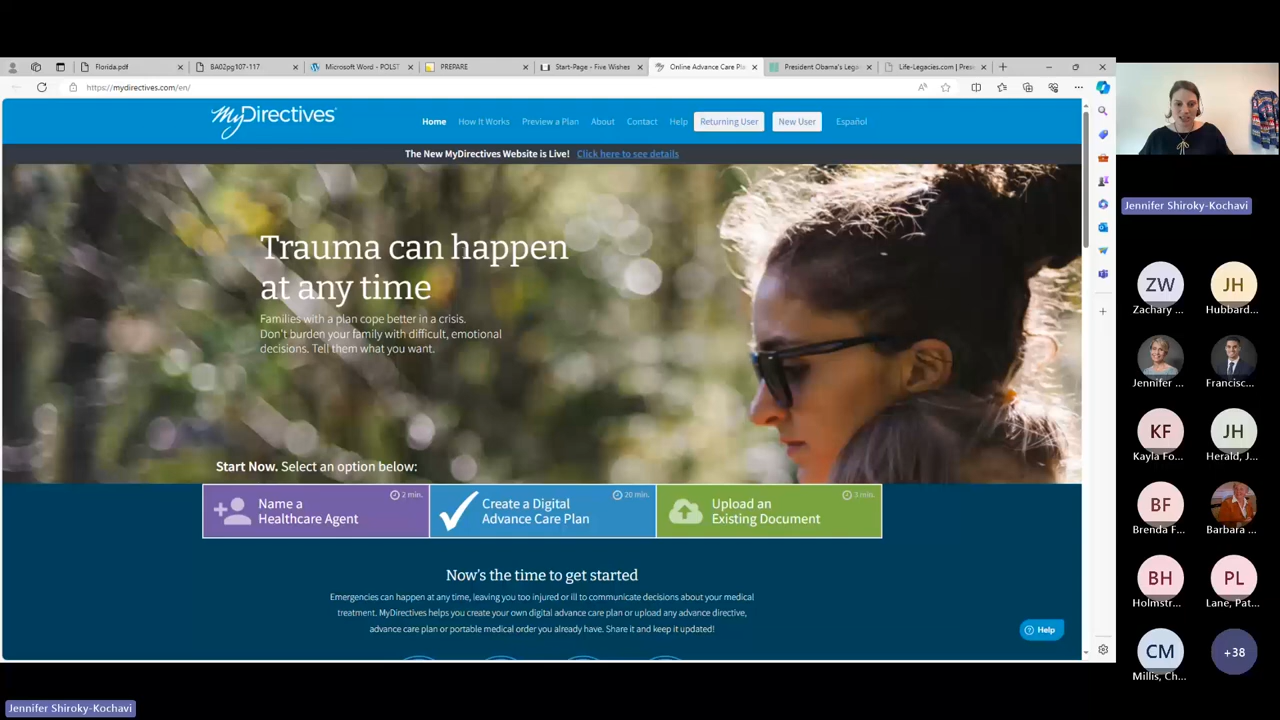 Florida.pdf
BA02pg107-117
Microsoft Word - POLST
PREPARE
Start-Page - Five Wishes
Online Advance Care Pla
President Obama's Lega
Life-Legacies.com | Pres
https://mydirectives.com/en/
MyDirectives
Home
How It Works
Preview a Plan
About
Contact
Help
Returning User
New User
Español
The New MyDirectives Website is Live! Click here to see details
Trauma can happen
at any time
Families with a plan cope better in a crisis.
Don't burden your family with difficult, emotional
decisions. Tell them what you want.
Start Now. Select an option below:
2 min.
Name a
Healthcare Agent
20 min.
Create a Digital
Advance Care Plan
3 min.
Upload an
Existing Document
Now's the time to get started
Emergencies can happen at any time, leaving you too injured or ill to communicate decisions about your medical
treatment. MyDirectives helps you create your own digital advance care plan or upload any advance directive,
advance care plan or portable medical order you already have. Share it and keep it updated!
Help
Jennifer Shiroky-Kochavi
ZW
Zachary ...
JH
Hubbard...
Jennifer ...
Francisc...
KF
Kayla Fo...
JH
Herald, J...
BF
Brenda F...
Barbara ...
BH
Holmstr...
PL
Lane, Pat...
CM
Millis, Ch...
+38
Jennifer Shiroky-Kochavi